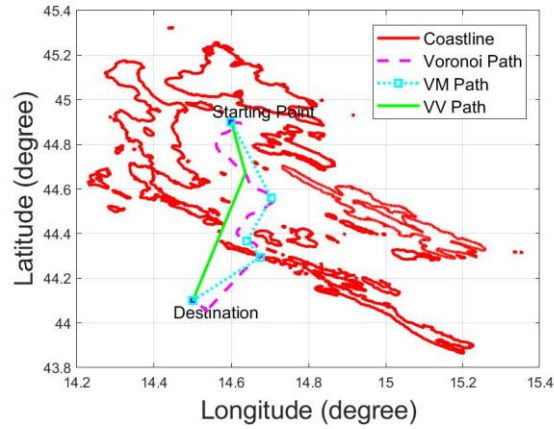 45.4
45.2
45
44.8
44.6
44.4
44.2
44
43.8
Latitude (degree)
Coastline
Voronoi Path
VM Path
VV Path
Starting Point
Destination
14.2
14.4
14.6
14.8
15
15.2
15.4
Longitude (degree)